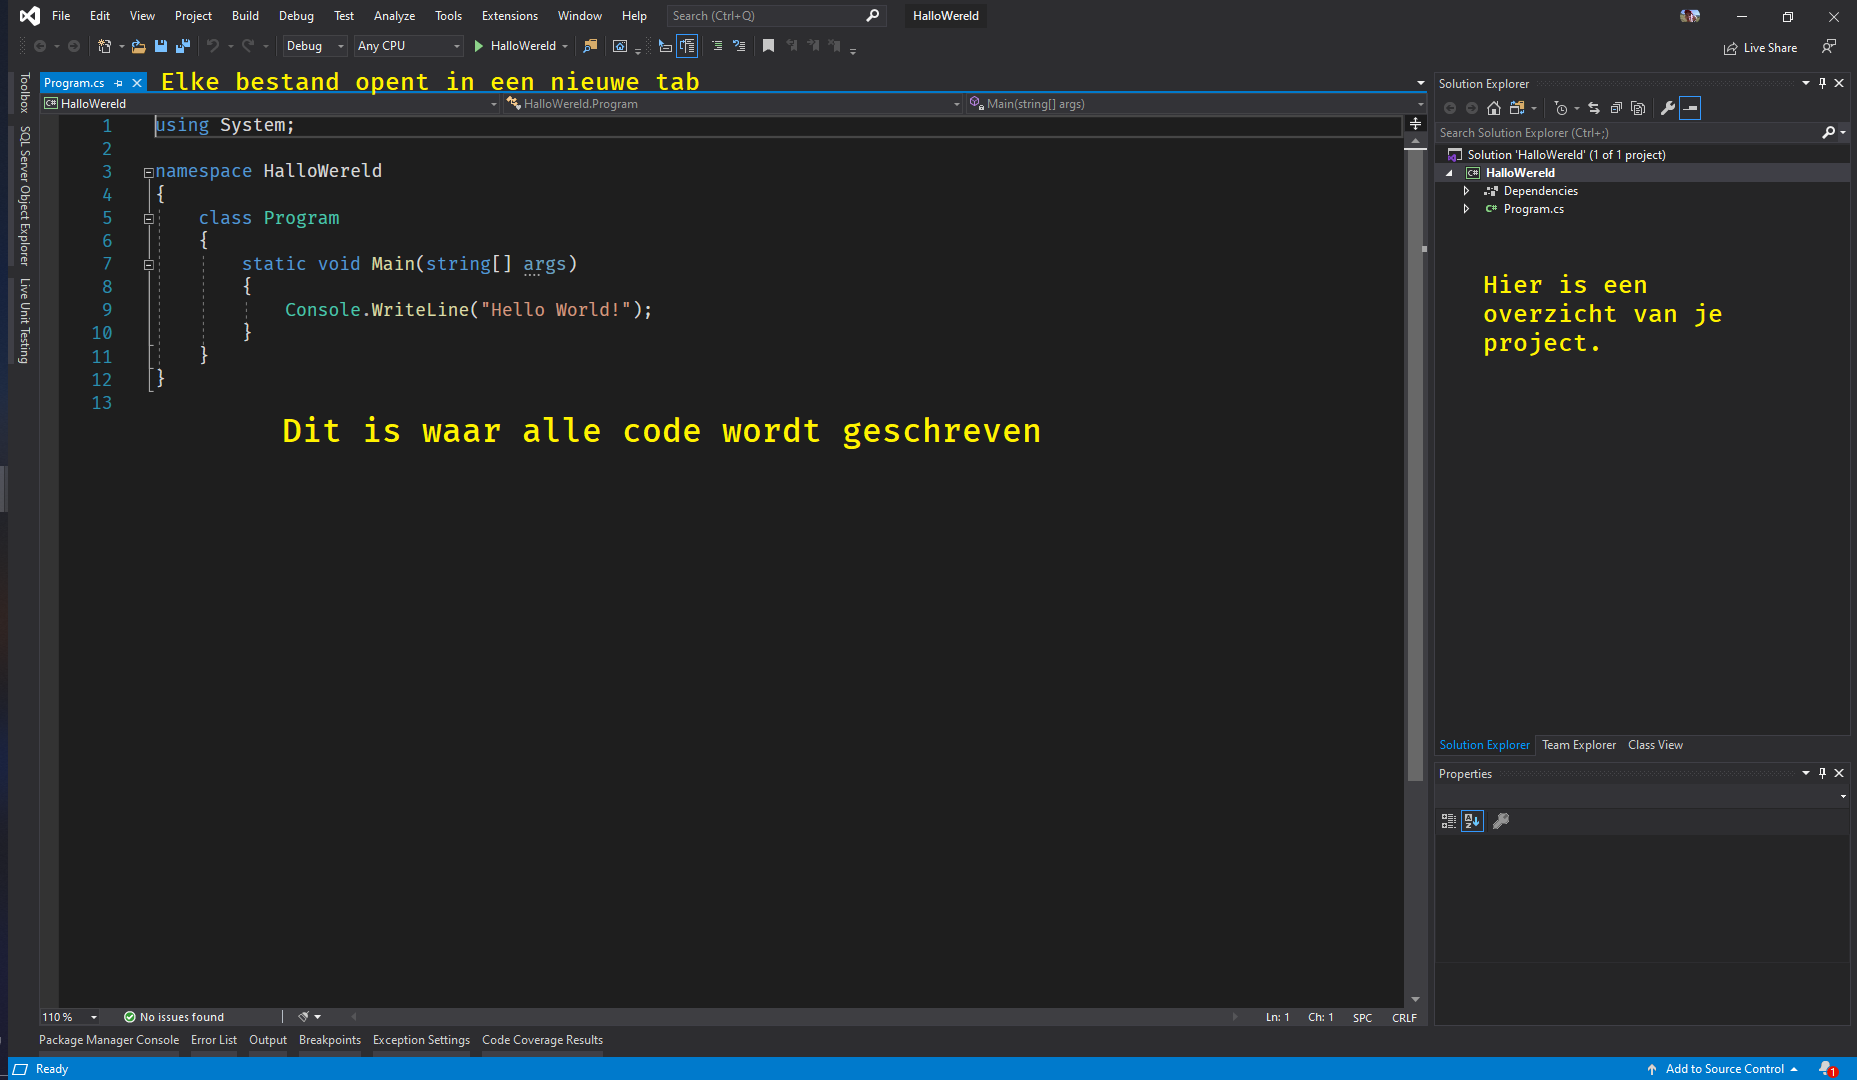 File Edit View Project Build Debug Test Analyze Tools Extensions Window Help Search (Ctrl+Q) HalloWereld
Debug Any CPU HalloWereld Live Share
Toolbox
SQL Server Object Explorer
Live Unit Testing
Program.cs Elke bestand opent in een nieuwe tab
HalloWereld HalloWereld.Program Main(string[] args)
1 using System;
2
3 namespace HalloWereld
4 {
5 class Program
6 {
7 static void Main(string[] args)
8 {
9 Console.WriteLine("Hello World!");
10 }
11 }
12 }
13
Dit is waar alle code wordt geschreven
Solution Explorer
Search Solution Explorer (Ctrl+;)
Solution 'HalloWereld' (1 of 1 project)
C# HalloWereld
Dependencies
C# Program.cs
Hier is een
overzicht van je
project.
Solution Explorer Team Explorer Class View
Properties
110 % No issues found Ln: 1 Ch: 1 SPC CRLF
Package Manager Console Error List Output Breakpoints Exception Settings Code Coverage Results
Ready Add to Source Control 1